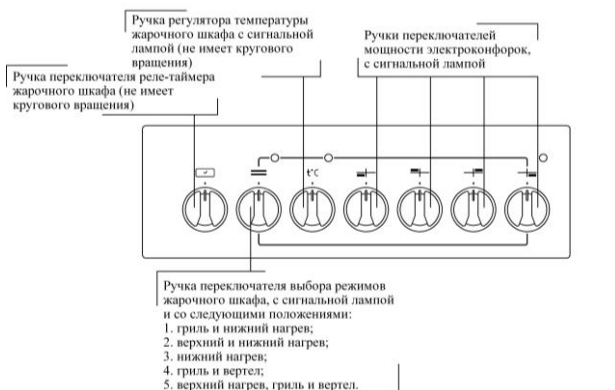 Ручка регулятора температуры
жарочного шкафа с сигнальной
лампой (не имеет кругового
вращения)
Ручки переключателей
мощности электроконфорок,
с сигнальной лампой
Ручка переключателя реле-таймера
жарочного шкафа (не имеет
кругового вращения)
t°C
Ручка переключателя выбора режимов
жарочного шкафа, с сигнальной лампой
и со следующими положениями:
1. гриль и нижний нагрев;
2. верхний и нижний нагрев;
3. нижний нагрев;
4. гриль и вертел;
5. верхний нагрев, гриль и вертел.